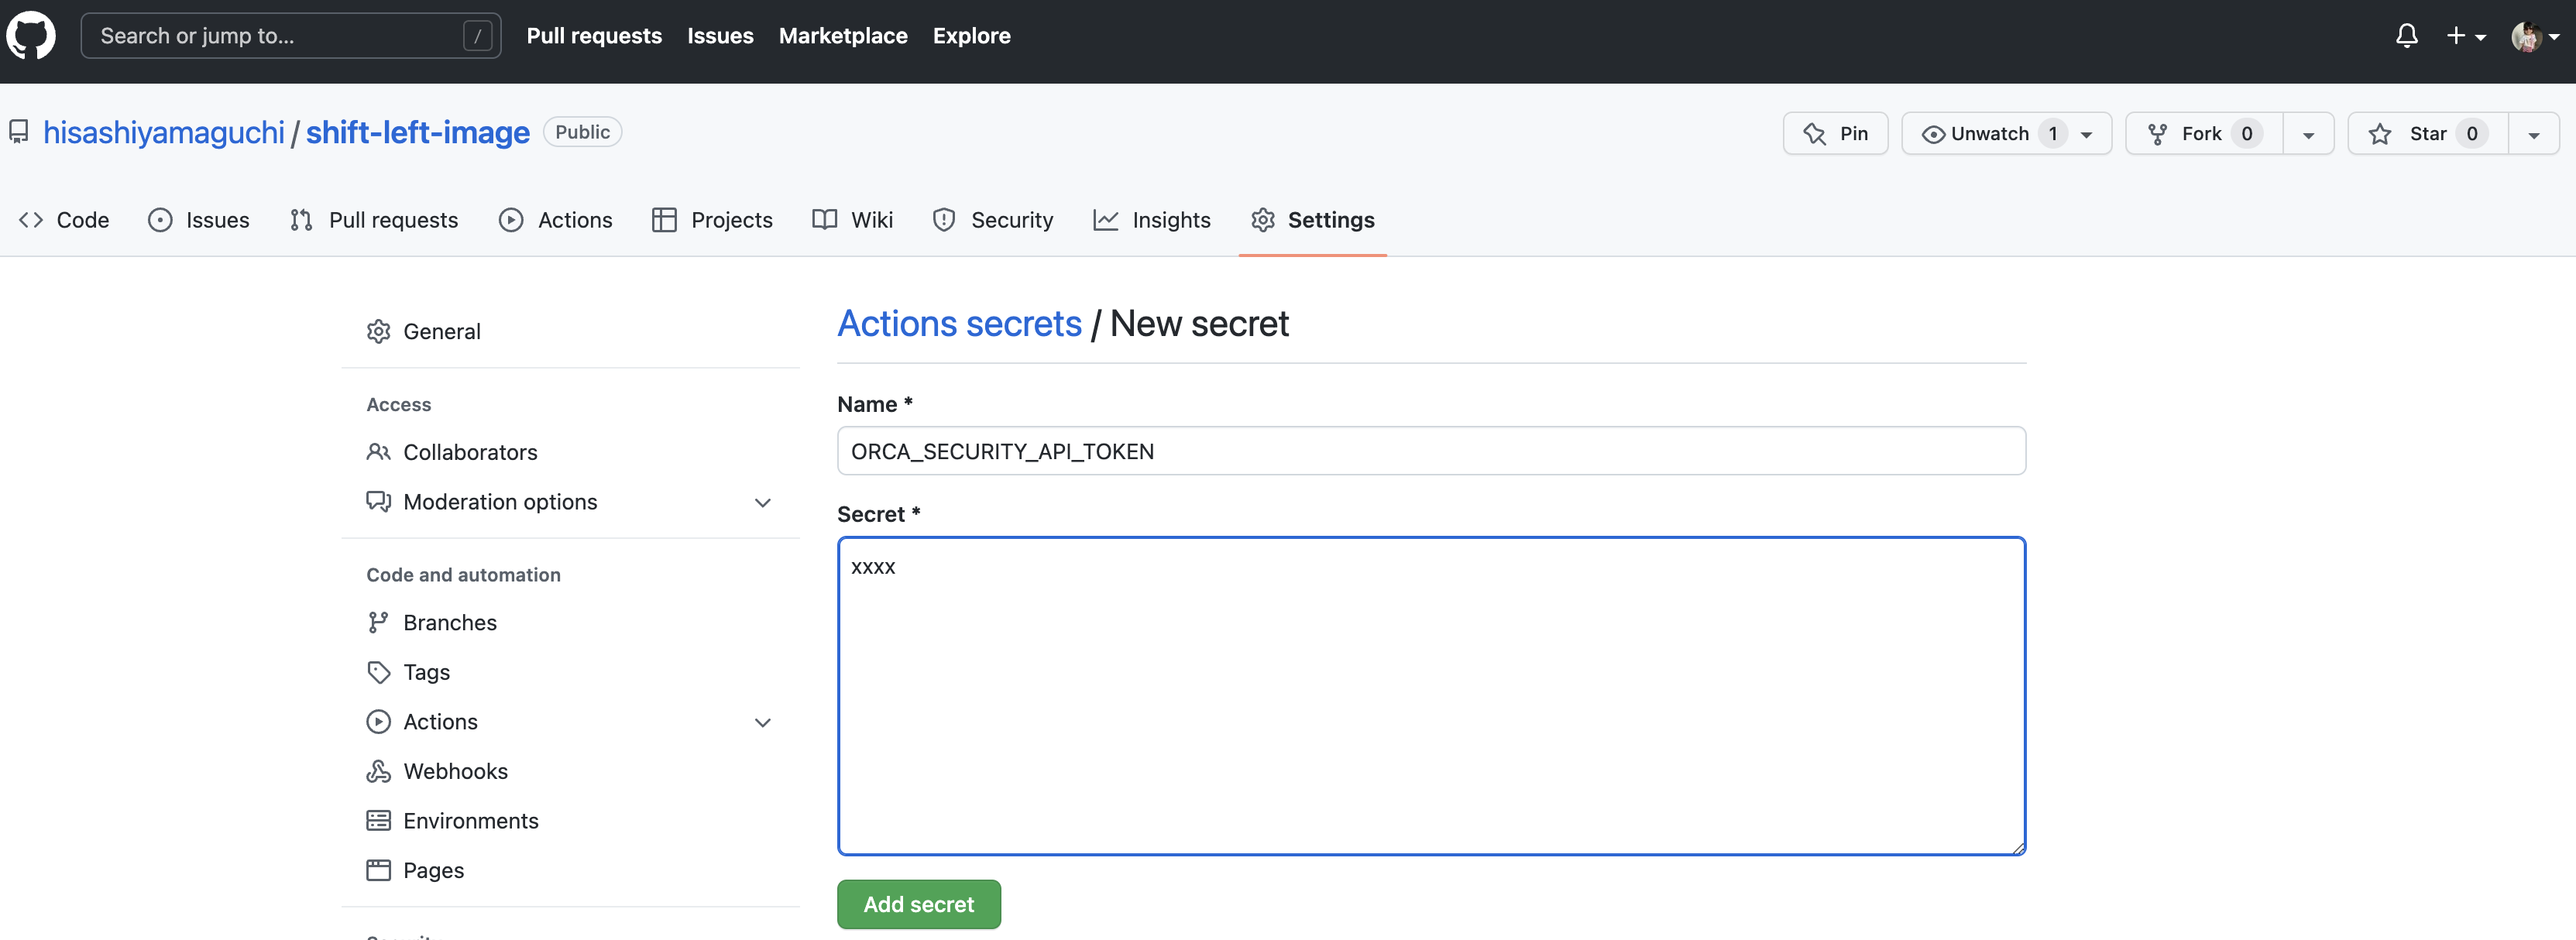 Search or jump to... /
Pull requests Issues Marketplace Explore
hisashiyamaguchi / shift-left-image Public
Pin Unwatch 1 Fork 0 Star 0
Code Issues Pull requests Actions Projects Wiki Security Insights Settings
General
Access
Collaborators
Moderation options
Code and automation
Branches
Tags
Actions
Webhooks
Environments
Pages
Security
Actions secrets / New secret
Name *
ORCA_SECURITY_API_TOKEN
Secret *
xxxx
Add secret